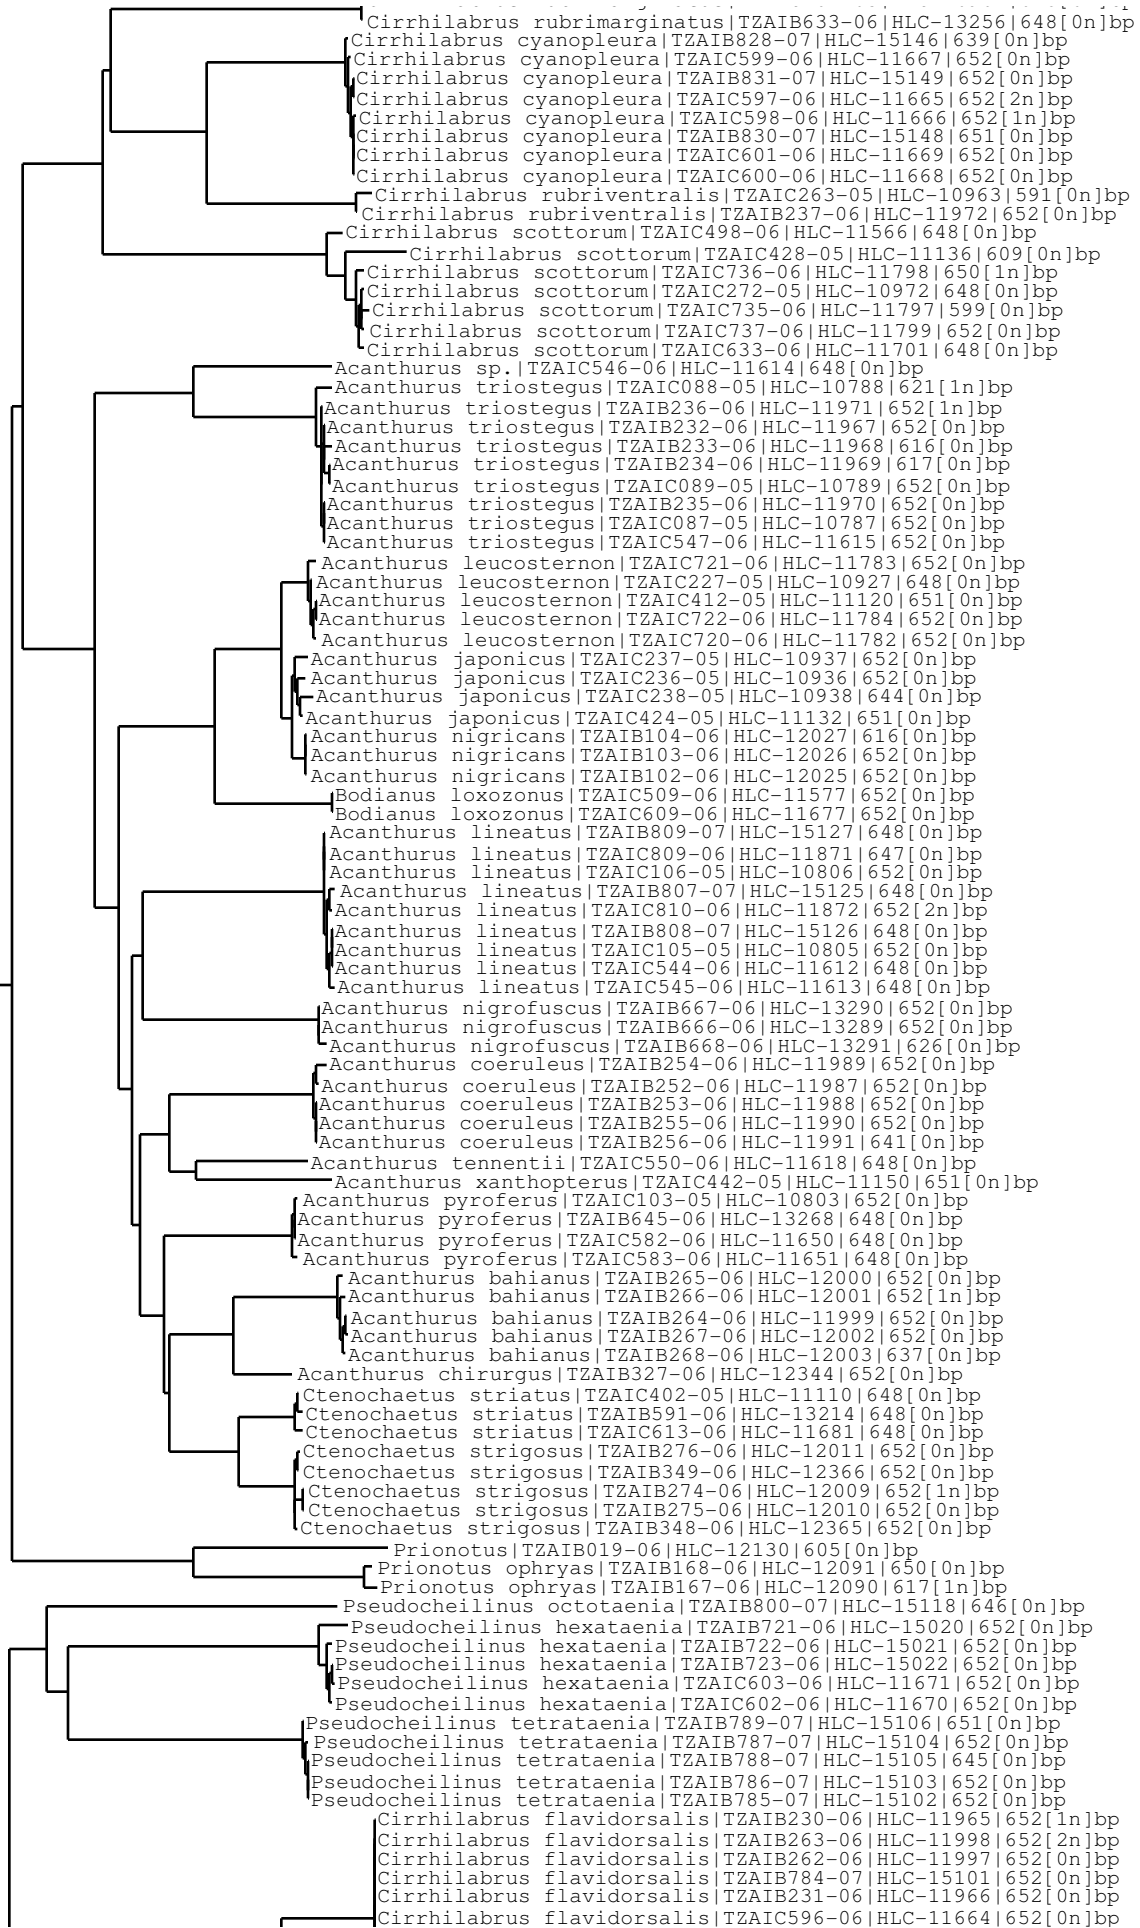 Cirrhilabrus rubrimarginatus|TZAIB633-06|HLC-13256|648[0n]bp
Cirrhilabrus cyanopleura|TZAIB828-07|HLC-15146|639[0n]bp
Cirrhilabrus cyanopleura|TZAIC599-06|HLC-11667|652[0n]bp
Cirrhilabrus cyanopleura|TZAIB831-07|HLC-15149|652[0n]bp
Cirrhilabrus cyanopleura|TZAIC597-06|HLC-11665|652[2n]bp
Cirrhilabrus cyanopleura|TZAIC598-06|HLC-11666|652[1n]bp
Cirrhilabrus cyanopleura|TZAIB830-07|HLC-15148|651[0n]bp
Cirrhilabrus cyanopleura|TZAIC601-06|HLC-11669|652[0n]bp
Cirrhilabrus cyanopleura|TZAIC600-06|HLC-11668|652[0n]bp
Cirrhilabrus rubriventralis|TZAIC263-05|HLC-10963|591[0n]bp
Cirrhilabrus rubriventralis|TZAIB237-06|HLC-11972|652[0n]bp
Cirrhilabrus scottorum|TZAIC498-06|HLC-11566|648[0n]bp
Cirrhilabrus scottorum|TZAIC428-05|HLC-11136|609[0n]bp
Cirrhilabrus scottorum|TZAIC736-06|HLC-11798|650[1n]bp
Cirrhilabrus scottorum|TZAIC272-05|HLC-10972|648[0n]bp
Cirrhilabrus scottorum|TZAIC735-06|HLC-11797|599[0n]bp
Cirrhilabrus scottorum|TZAIC737-06|HLC-11799|652[0n]bp
Cirrhilabrus scottorum|TZAIC633-06|HLC-11701|648[0n]bp
Acanthurus sp.|TZAIC546-06|HLC-11614|648[0n]bp
Acanthurus triostegus|TZAIC088-05|HLC-10788|621[1n]bp
Acanthurus triostegus|TZAIB236-06|HLC-11971|652[1n]bp
Acanthurus triostegus|TZAIB232-06|HLC-11967|652[0n]bp
Acanthurus triostegus|TZAIB233-06|HLC-11968|616[0n]bp
Acanthurus triostegus|TZAIB234-06|HLC-11969|617[0n]bp
Acanthurus triostegus|TZAIC089-05|HLC-10789|652[0n]bp
Acanthurus triostegus|TZAIB235-06|HLC-11970|652[0n]bp
Acanthurus triostegus|TZAIC087-05|HLC-10787|652[0n]bp
Acanthurus triostegus|TZAIC547-06|HLC-11615|652[0n]bp
Acanthurus leucosternon|TZAIC721-06|HLC-11783|652[0n]bp
Acanthurus leucosternon|TZAIC227-05|HLC-10927|648[0n]bp
Acanthurus leucosternon|TZAIC412-05|HLC-11120|651[0n]bp
Acanthurus leucosternon|TZAIC722-06|HLC-11784|652[0n]bp
Acanthurus leucosternon|TZAIC720-06|HLC-11782|652[0n]bp
Acanthurus japonicus|TZAIC237-05|HLC-10937|652[0n]bp
Acanthurus japonicus|TZAIC236-05|HLC-10936|652[0n]bp
Acanthurus japonicus|TZAIC238-05|HLC-10938|644[0n]bp
Acanthurus japonicus|TZAIC424-05|HLC-11132|651[0n]bp
Acanthurus nigricans|TZAIB104-06|HLC-12027|616[0n]bp
Acanthurus nigricans|TZAIB103-06|HLC-12026|652[0n]bp
Acanthurus nigricans|TZAIB102-06|HLC-12025|652[0n]bp
Bodianus loxozonus|TZAIC509-06|HLC-11577|652[0n]bp
Bodianus loxozonus|TZAIC609-06|HLC-11677|652[0n]bp
Acanthurus lineatus|TZAIB809-07|HLC-15127|648[0n]bp
Acanthurus lineatus|TZAIC809-06|HLC-11871|647[0n]bp
Acanthurus lineatus|TZAIC106-05|HLC-10806|652[0n]bp
Acanthurus lineatus|TZAIB807-07|HLC-15125|648[0n]bp
Acanthurus lineatus|TZAIC810-06|HLC-11872|652[2n]bp
Acanthurus lineatus|TZAIB808-07|HLC-15126|648[0n]bp
Acanthurus lineatus|TZAIC105-05|HLC-10805|652[0n]bp
Acanthurus lineatus|TZAIC544-06|HLC-11612|648[0n]bp
Acanthurus lineatus|TZAIC545-06|HLC-11613|648[0n]bp
Acanthurus nigrofuscus|TZAIB667-06|HLC-13290|652[0n]bp
Acanthurus nigrofuscus|TZAIB666-06|HLC-13289|652[0n]bp
Acanthurus nigrofuscus|TZAIB668-06|HLC-13291|626[0n]bp
Acanthurus coeruleus|TZAIB254-06|HLC-11989|652[0n]bp
Acanthurus coeruleus|TZAIB252-06|HLC-11987|652[0n]bp
Acanthurus coeruleus|TZAIB253-06|HLC-11988|652[0n]bp
Acanthurus coeruleus|TZAIB255-06|HLC-11990|652[0n]bp
Acanthurus coeruleus|TZAIB256-06|HLC-11991|641[0n]bp
Acanthurus tennentii|TZAIC550-06|HLC-11618|648[0n]bp
Acanthurus xanthopterus|TZAIC442-05|HLC-11150|651[0n]bp
Acanthurus pyroferus|TZAIC103-05|HLC-10803|652[0n]bp
Acanthurus pyroferus|TZAIB645-06|HLC-13268|648[0n]bp
Acanthurus pyroferus|TZAIC582-06|HLC-11650|648[0n]bp
Acanthurus pyroferus|TZAIC583-06|HLC-11651|648[0n]bp
Acanthurus bahianus|TZAIB265-06|HLC-12000|652[0n]bp
Acanthurus bahianus|TZAIB266-06|HLC-12001|652[1n]bp
Acanthurus bahianus|TZAIB264-06|HLC-11999|652[0n]bp
Acanthurus bahianus|TZAIB267-06|HLC-12002|652[0n]bp
Acanthurus bahianus|TZAIB268-06|HLC-12003|637[0n]bp
Acanthurus chirurgus|TZAIB327-06|HLC-12344|652[0n]bp
Ctenochaetus striatus|TZAIC402-05|HLC-11110|648[0n]bp
Ctenochaetus striatus|TZAIB591-06|HLC-13214|648[0n]bp
Ctenochaetus striatus|TZAIC613-06|HLC-11681|648[0n]bp
Ctenochaetus strigosus|TZAIB276-06|HLC-12011|652[0n]bp
Ctenochaetus strigosus|TZAIB349-06|HLC-12366|652[0n]bp
Ctenochaetus strigosus|TZAIB274-06|HLC-12009|652[1n]bp
Ctenochaetus strigosus|TZAIB275-06|HLC-12010|652[0n]bp
Ctenochaetus strigosus|TZAIB348-06|HLC-12365|652[0n]bp
Prionotus|TZAIB019-06|HLC-12130|605[0n]bp
Prionotus ophryas|TZAIB168-06|HLC-12091|650[0n]bp
Prionotus ophryas|TZAIB167-06|HLC-12090|617[1n]bp
Pseudocheilinus octotaenia|TZAIB800-07|HLC-15118|646[0n]bp
Pseudocheilinus hexataenia|TZAIB721-06|HLC-15020|652[0n]bp
Pseudocheilinus hexataenia|TZAIB722-06|HLC-15021|652[0n]bp
Pseudocheilinus hexataenia|TZAIB723-06|HLC-15022|652[0n]bp
Pseudocheilinus hexataenia|TZAIC603-06|HLC-11671|652[0n]bp
Pseudocheilinus hexataenia|TZAIC602-06|HLC-11670|652[0n]bp
Pseudocheilinus tetrataenia|TZAIB789-07|HLC-15106|651[0n]bp
Pseudocheilinus tetrataenia|TZAIB787-07|HLC-15104|652[0n]bp
Pseudocheilinus tetrataenia|TZAIB788-07|HLC-15105|645[0n]bp
Pseudocheilinus tetrataenia|TZAIB786-07|HLC-15103|652[0n]bp
Pseudocheilinus tetrataenia|TZAIB785-07|HLC-15102|652[0n]bp
Cirrhilabrus flavidorsalis|TZAIB230-06|HLC-11965|652[1n]bp
Cirrhilabrus flavidorsalis|TZAIB263-06|HLC-11998|652[2n]bp
Cirrhilabrus flavidorsalis|TZAIB262-06|HLC-11997|652[0n]bp
Cirrhilabrus flavidorsalis|TZAIB784-07|HLC-15101|652[0n]bp
Cirrhilabrus flavidorsalis|TZAIB231-06|HLC-11966|652[0n]bp
Cirrhilabrus flavidorsalis|TZAIC596-06|HLC-11664|652[0n]bp